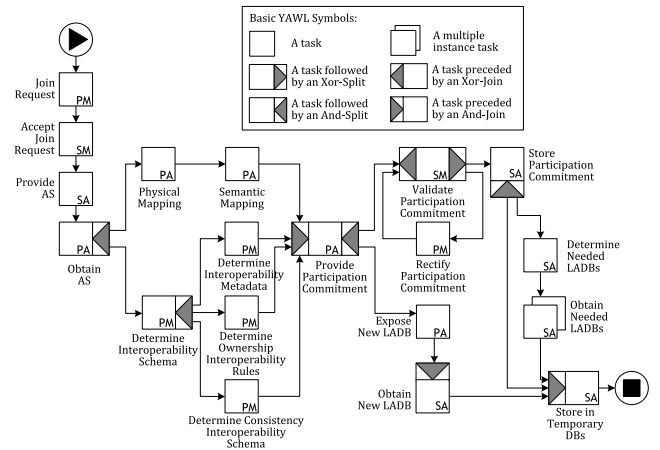 Basic YAWL Symbols:
A task
A multiple
instance task
A task followed
by an Xor-Split
A task preceded
by an Xor-Join
A task followed
by an And-Split
A task preceded
by an And-Join
Join
Request
PM
Accept
Join
Request
SM
Provide
AS
SA
PA
Obtain
AS
PA
Physical
Mapping
PA
Semantic
Mapping
PM
Determine
Interoperability
Metadata
PM
Determine
Interoperability
Schema
PM
Determine
Ownership
Interoperability
Rules
PM
Determine Consistency
Interoperability
Schema
PA
Provide
Participation
Commitment
SM
Validate
Participation
Commitment
PM
Rectify
Participation
Commitment
Store
Participation
Commitment
SA
Determine
Needed
LADBs
SA
Obtain
Needed
LADBs
SA
Expose
New LADB
PA
Obtain
New LADB
SA
SA
Store in
Temporary
DBs